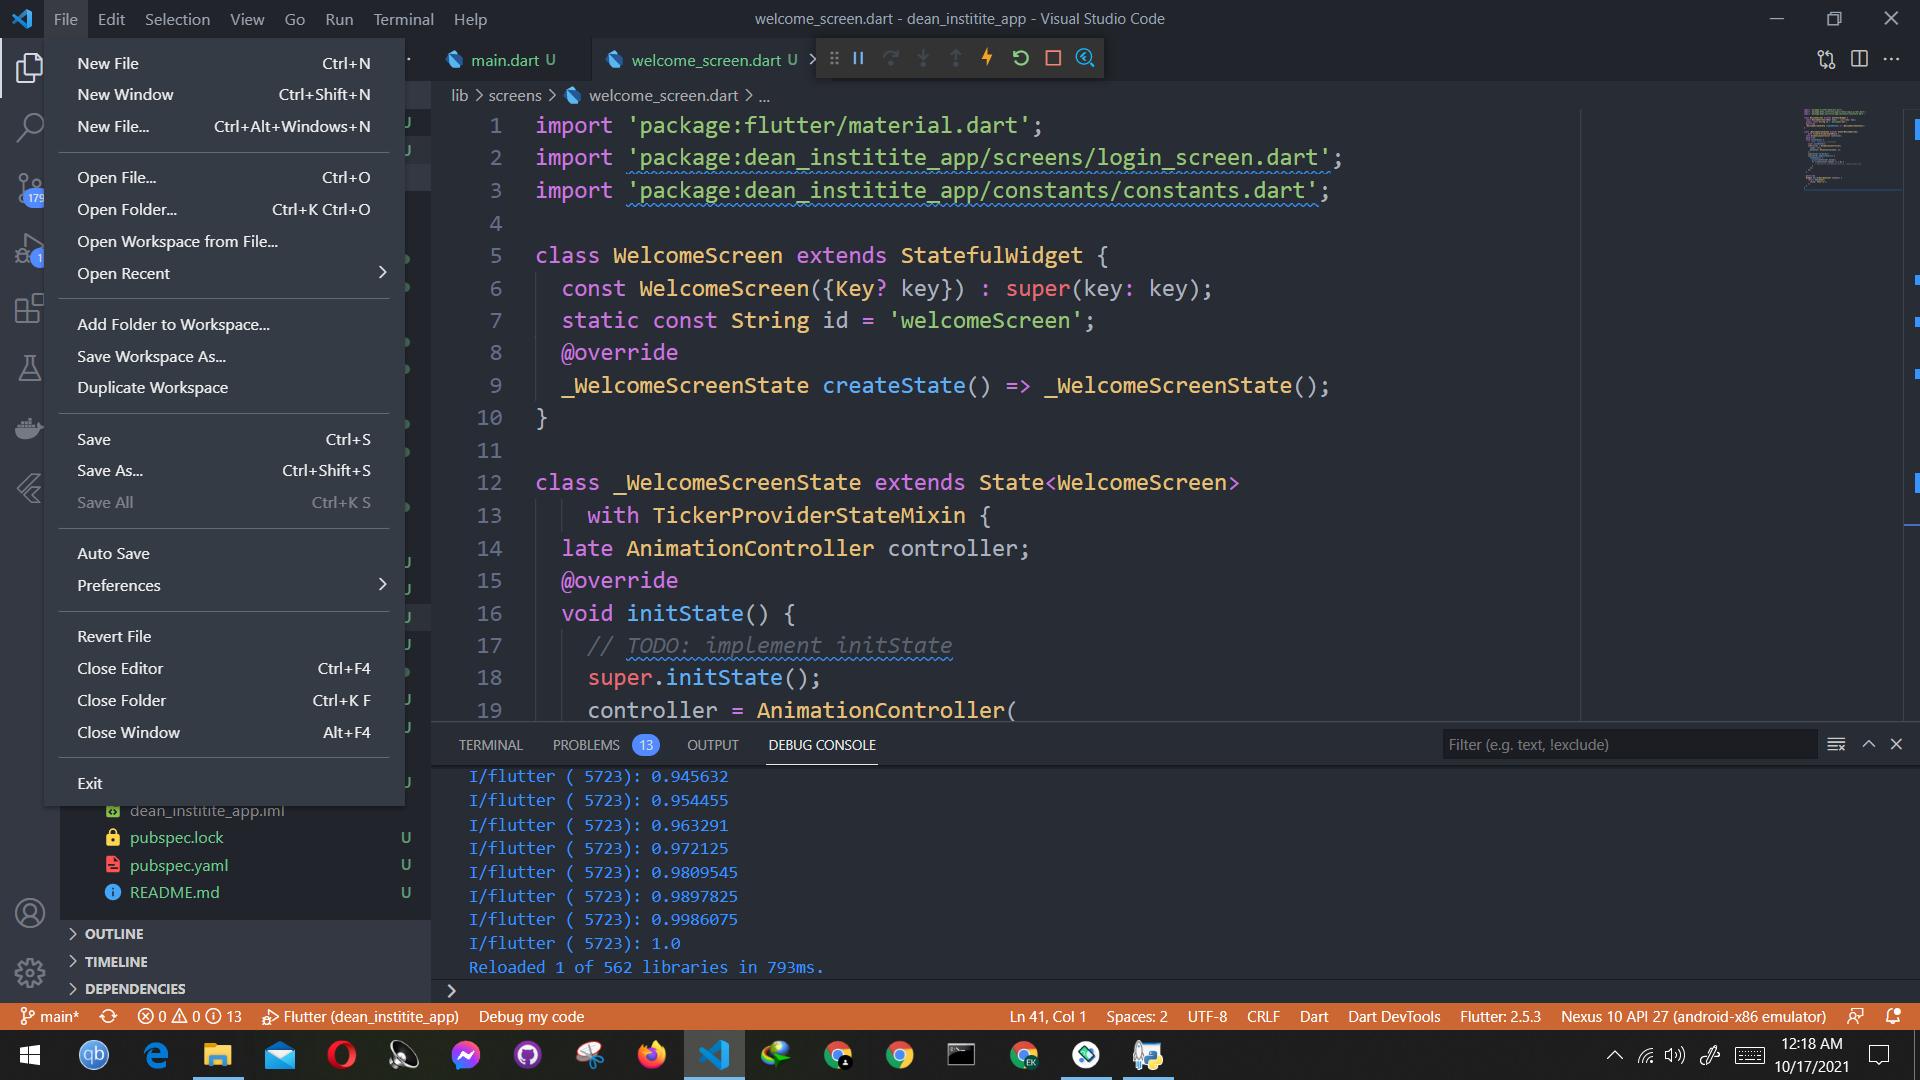 File Edit Selection View Go Run Terminal Help
welcome_screen.dart - dean_institite_app - Visual Studio Code
New File Ctrl+N
New Window Ctrl+Shift+N
New File... Ctrl+Alt+Windows+N
Open File... Ctrl+O
Open Folder... Ctrl+K Ctrl+O
Open Workspace from File...
Open Recent
Add Folder to Workspace...
Save Workspace As...
Duplicate Workspace
Save Ctrl+S
Save As... Ctrl+Shift+S
Save All Ctrl+K S
Auto Save
Preferences
Revert File
Close Editor Ctrl+F4
Close Folder Ctrl+K F
Close Window Alt+F4
Exit
179
1
dean_institite_app.iml
pubspec.lock U
pubspec.yaml U
README.md U
OUTLINE
TIMELINE
DEPENDENCIES
main.dart U
welcome_screen.dart U
lib > screens > welcome_screen.dart > ...
1 import 'package:flutter/material.dart';
2 import 'package:dean_institite_app/screens/login_screen.dart';
3 import 'package:dean_institite_app/constants/constants.dart';
4
5 class WelcomeScreen extends StatefulWidget {
6 const WelcomeScreen({Key? key}) : super(key: key);
7 static const String id = 'welcomeScreen';
8 @override
9 _WelcomeScreenState createState() => _WelcomeScreenState();
10 }
11
12 class _WelcomeScreenState extends State<WelcomeScreen>
13 with TickerProviderStateMixin {
14 late AnimationController controller;
15 @override
16 void initState() {
17 // TODO: implement initState
18 super.initState();
19 controller = AnimationController(
TERMINAL PROBLEMS 13 OUTPUT DEBUG CONSOLE
Filter (e.g. text, !exclude)
I/flutter ( 5723): 0.945632
I/flutter ( 5723): 0.954455
I/flutter ( 5723): 0.963291
I/flutter ( 5723): 0.972125
I/flutter ( 5723): 0.9809545
I/flutter ( 5723): 0.9897825
I/flutter ( 5723): 0.9986075
I/flutter ( 5723): 1.0
Reloaded 1 of 562 libraries in 793ms.
main* 0 0 13 Flutter (dean_institite_app) Debug my code
Ln 41, Col 1 Spaces: 2 UTF-8 CRLF Dart Dart DevTools Flutter: 2.5.3 Nexus 10 API 27 (android-x86 emulator)
qb
EK
12:18 AM
10/17/2021